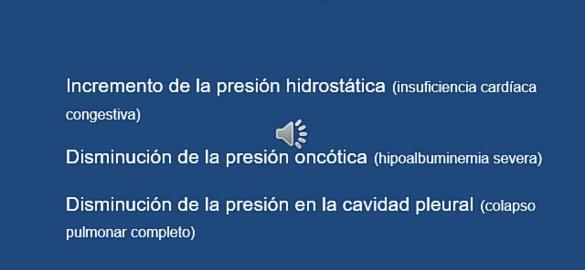 Incremento de la presión hidrostática (insuficiencia cardíaca
congestiva)
Disminución de la presión oncótica (hipoalbuminemia severa)
Disminución de la presión en la cavidad pleural (colapso
pulmonar completo)